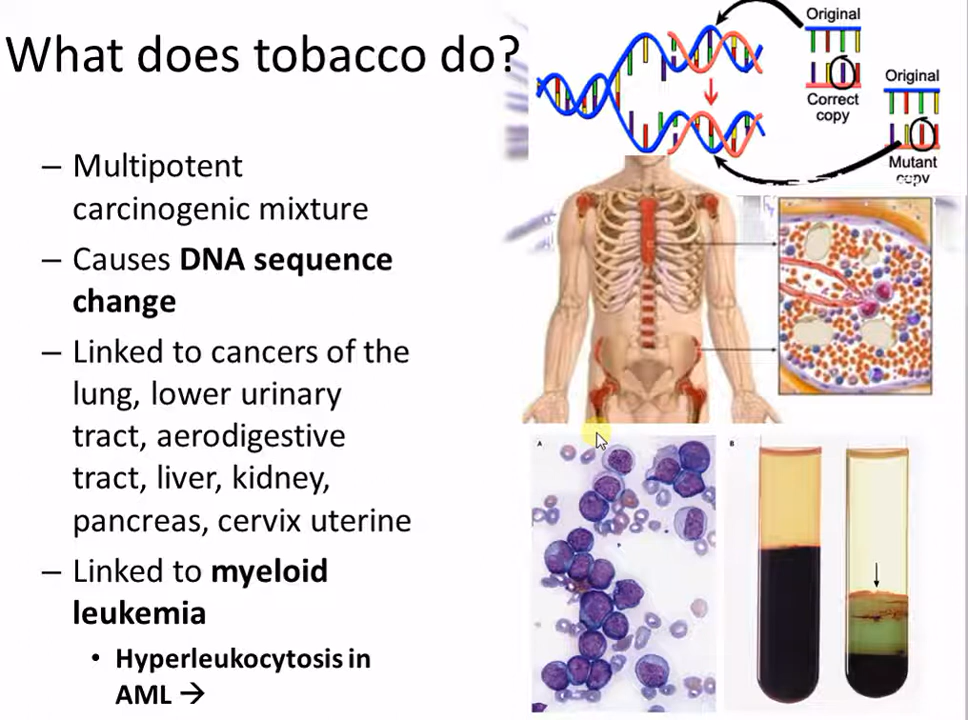 What does tobacco do?
– Multipotent
carcinogenic mixture
– Causes DNA sequence
change
– Linked to cancers of the
lung, lower urinary
tract, aerodigestive
tract, liver, kidney,
pancreas, cervix uterine
– Linked to myeloid
leukemia
• Hyperleukocytosis in
AML →
Original
Correct
copy
Original
Mutant
copy
A
B